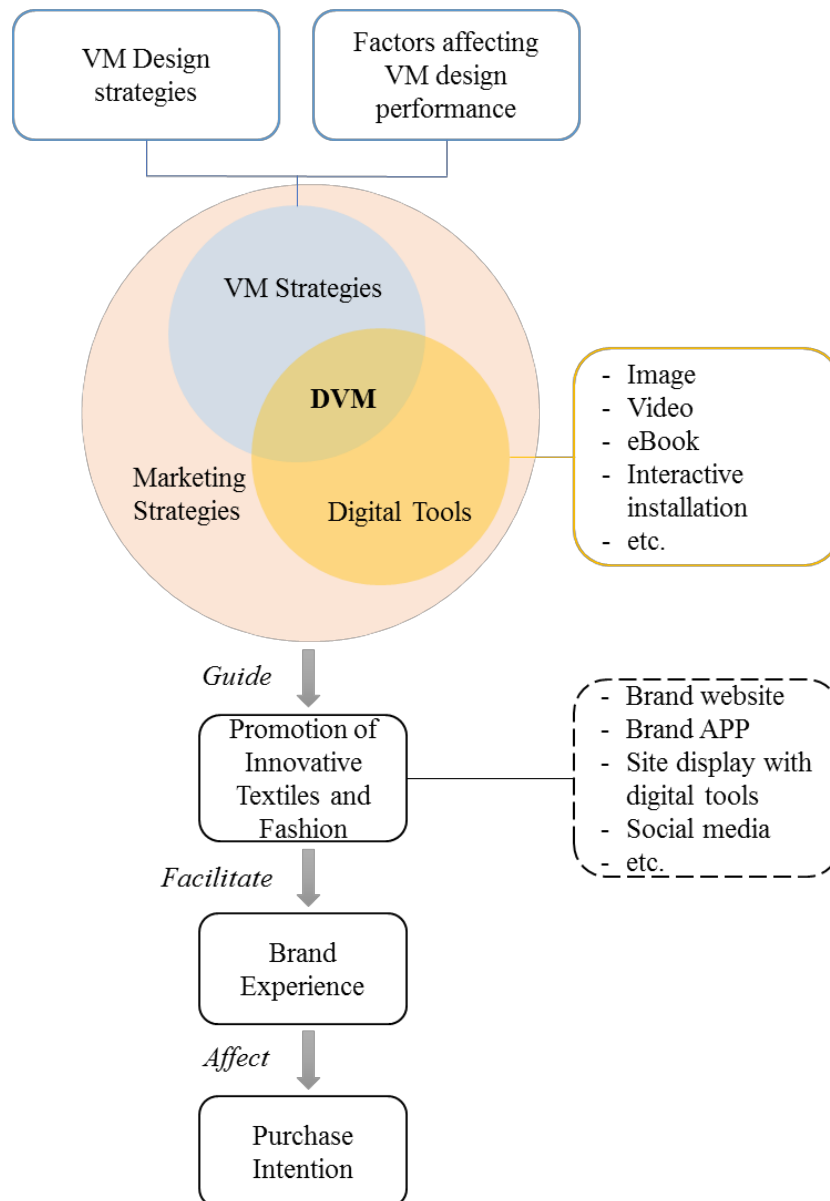 VM Design
strategies
Factors affecting
VM design
performance
VM Strategies
DVM
Marketing
Strategies
Digital Tools
- Image
- Video
- eBook
- Interactive
installation
- etc.
Guide
Promotion of
Innovative
Textiles and
Fashion
- Brand website
- Brand APP
- Site display with
digital tools
- Social media
- etc.
Facilitate
Brand
Experience
Affect
Purchase
Intention